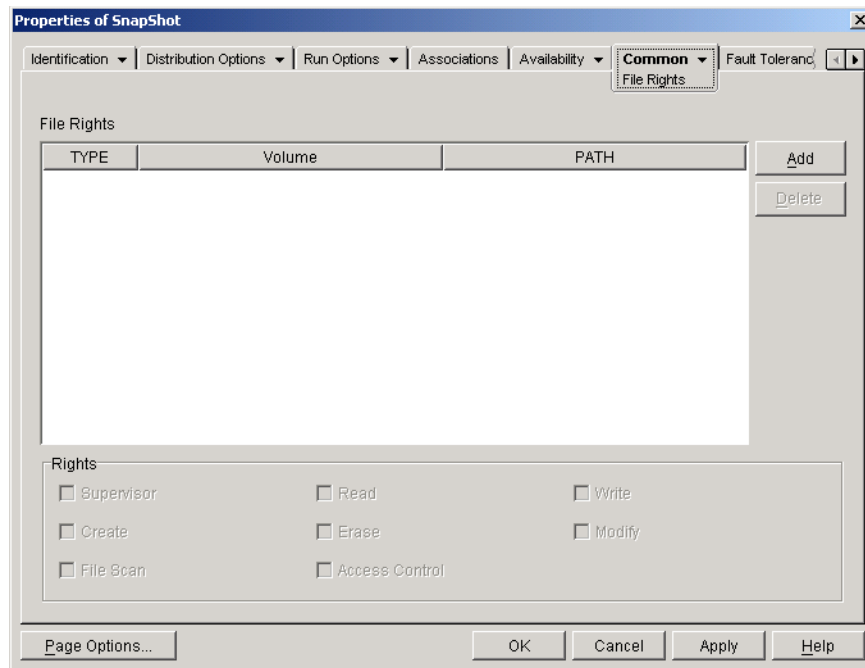 Properties of SnapShot
Identification Distribution Options Run Options Associations Availability Common Fault Toleranc
File Rights
File Rights
TYPE Volume PATH
Add
Delete
Rights
Supervisor Read Write
Create Erase Modify
File Scan Access Control
Page Options... OK Cancel Apply Help